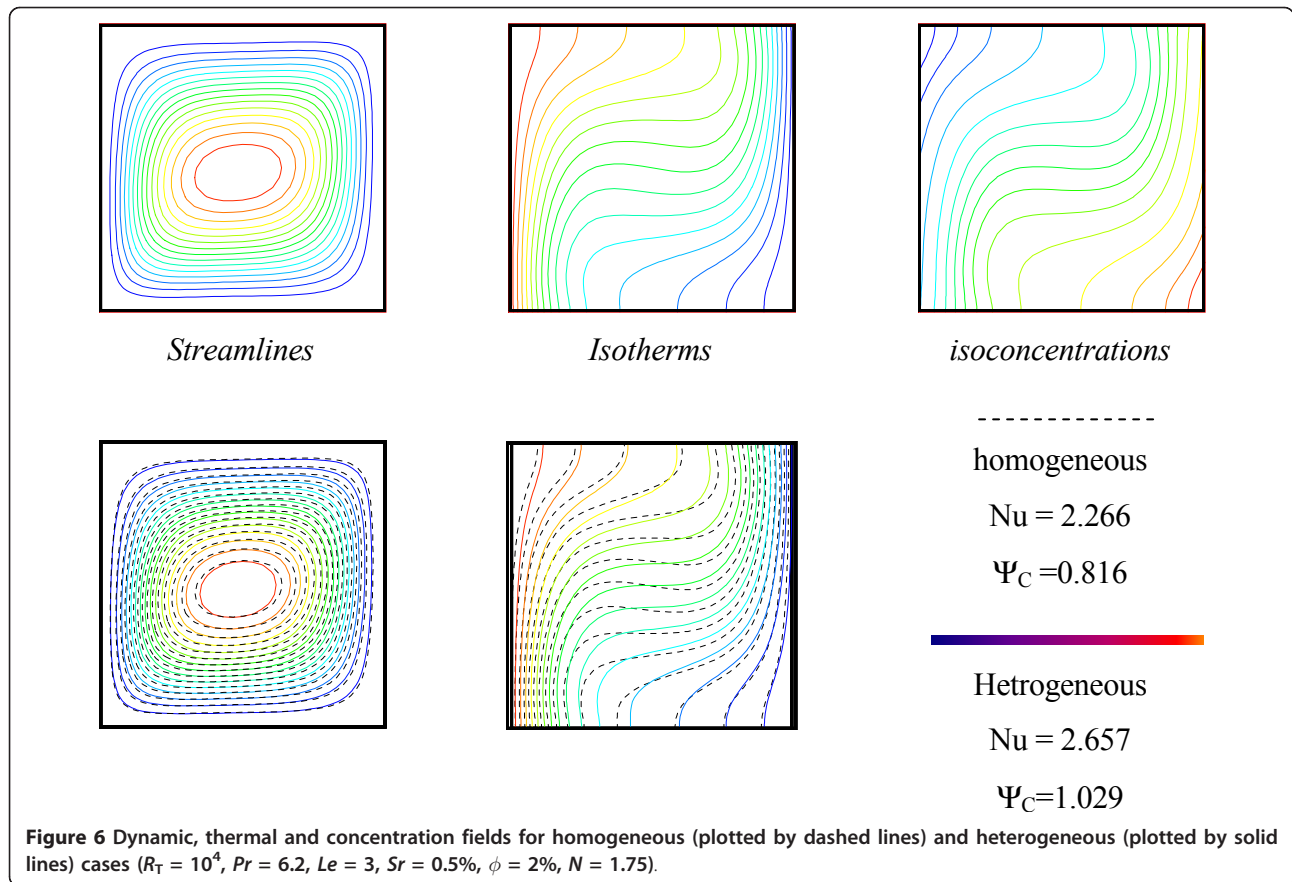 Streamlines
Isotherms
isoconcentrations
homogeneous
Nu = 2.266
Ψ_C =0.816
Hetrogeneous
Nu = 2.657
Ψ_C=1.029
Figure 6 Dynamic, thermal and concentration fields for homogeneous (plotted by dashed lines) and heterogeneous (plotted by solid
lines) cases (R_T = 10^4, Pr = 6.2, Le = 3, Sr = 0.5%, ϕ = 2%, N = 1.75).